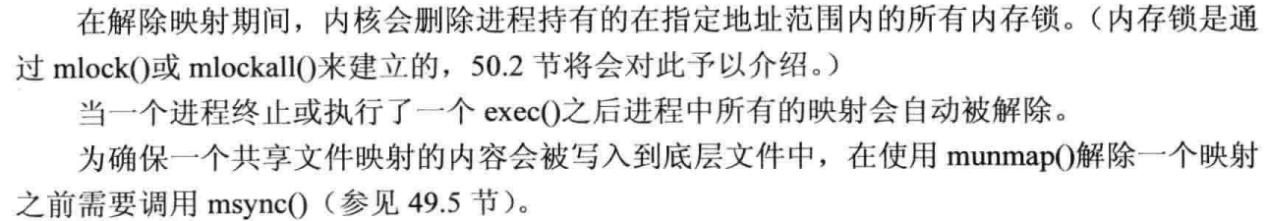 在解除映射期间，内核会删除进程持有的在指定地址范围内的所有内存锁。（内存锁是通
过 mlock()或 mlockall()来建立的，50.2 节将会对此予以介绍。）
当一个进程终止或执行了一个 exec()之后进程中所有的映射会自动被解除。
为确保一个共享文件映射的内容会被写入到底层文件中，在使用 munmap()解除一个映射
之前需要调用 msync()（参见 49.5 节）。